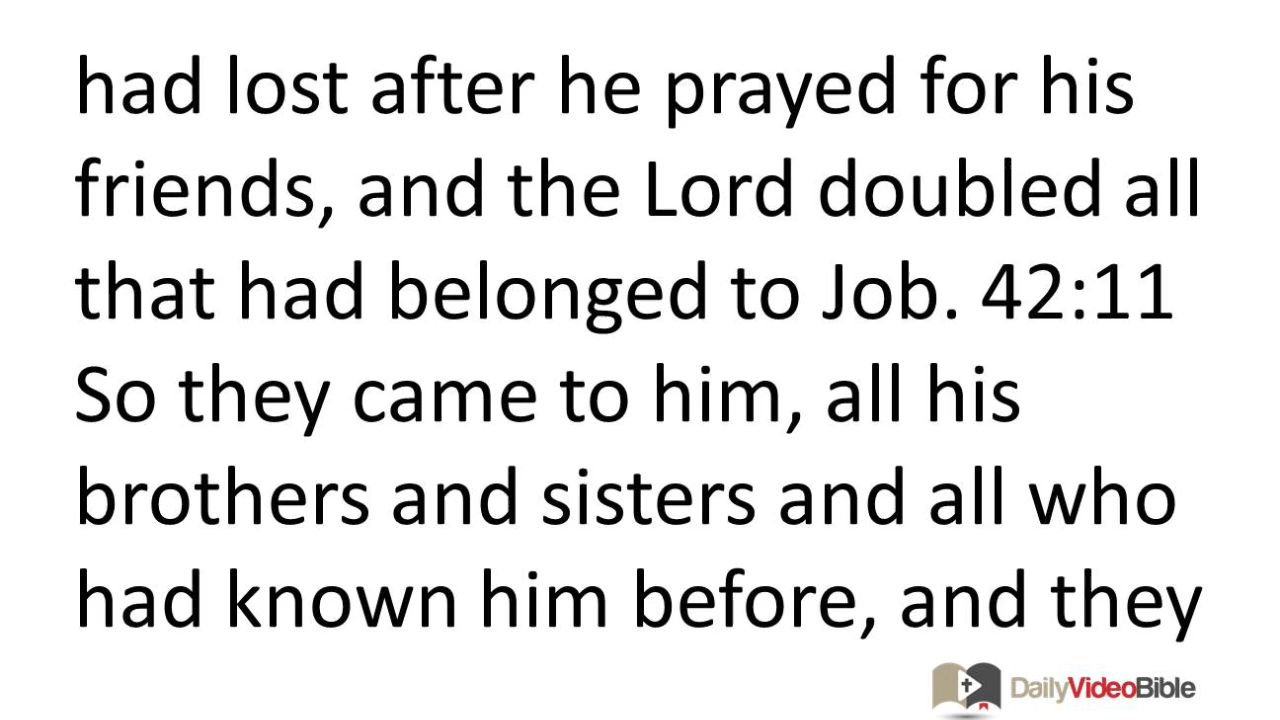 had lost after he prayed for his
friends, and the Lord doubled all
that had belonged to Job. 42:11
So they came to him, all his
brothers and sisters and all who
had known him before, and they
DailyVideoBible